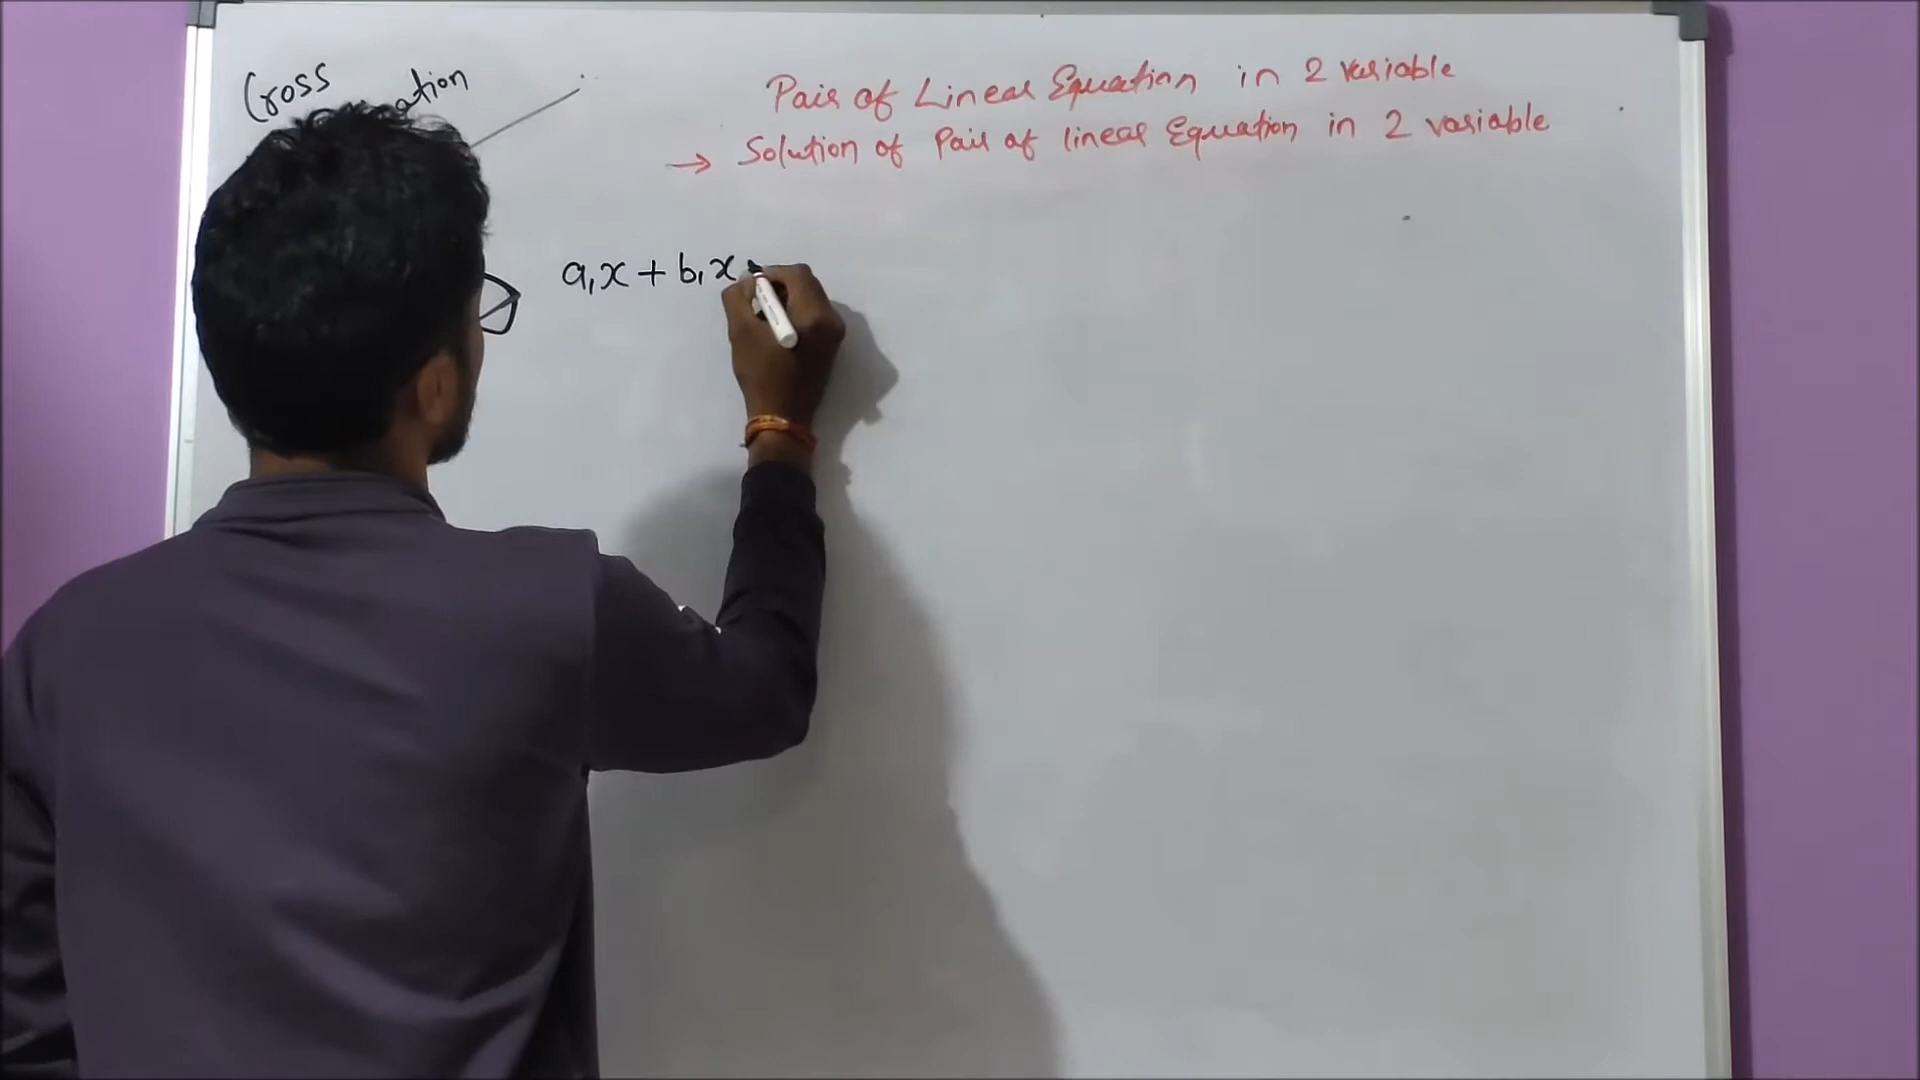 Cross
Pair of Linear Equation in 2 variable
→ Solution of Pair of linear Equation in 2 variable
a₁x + b₁x